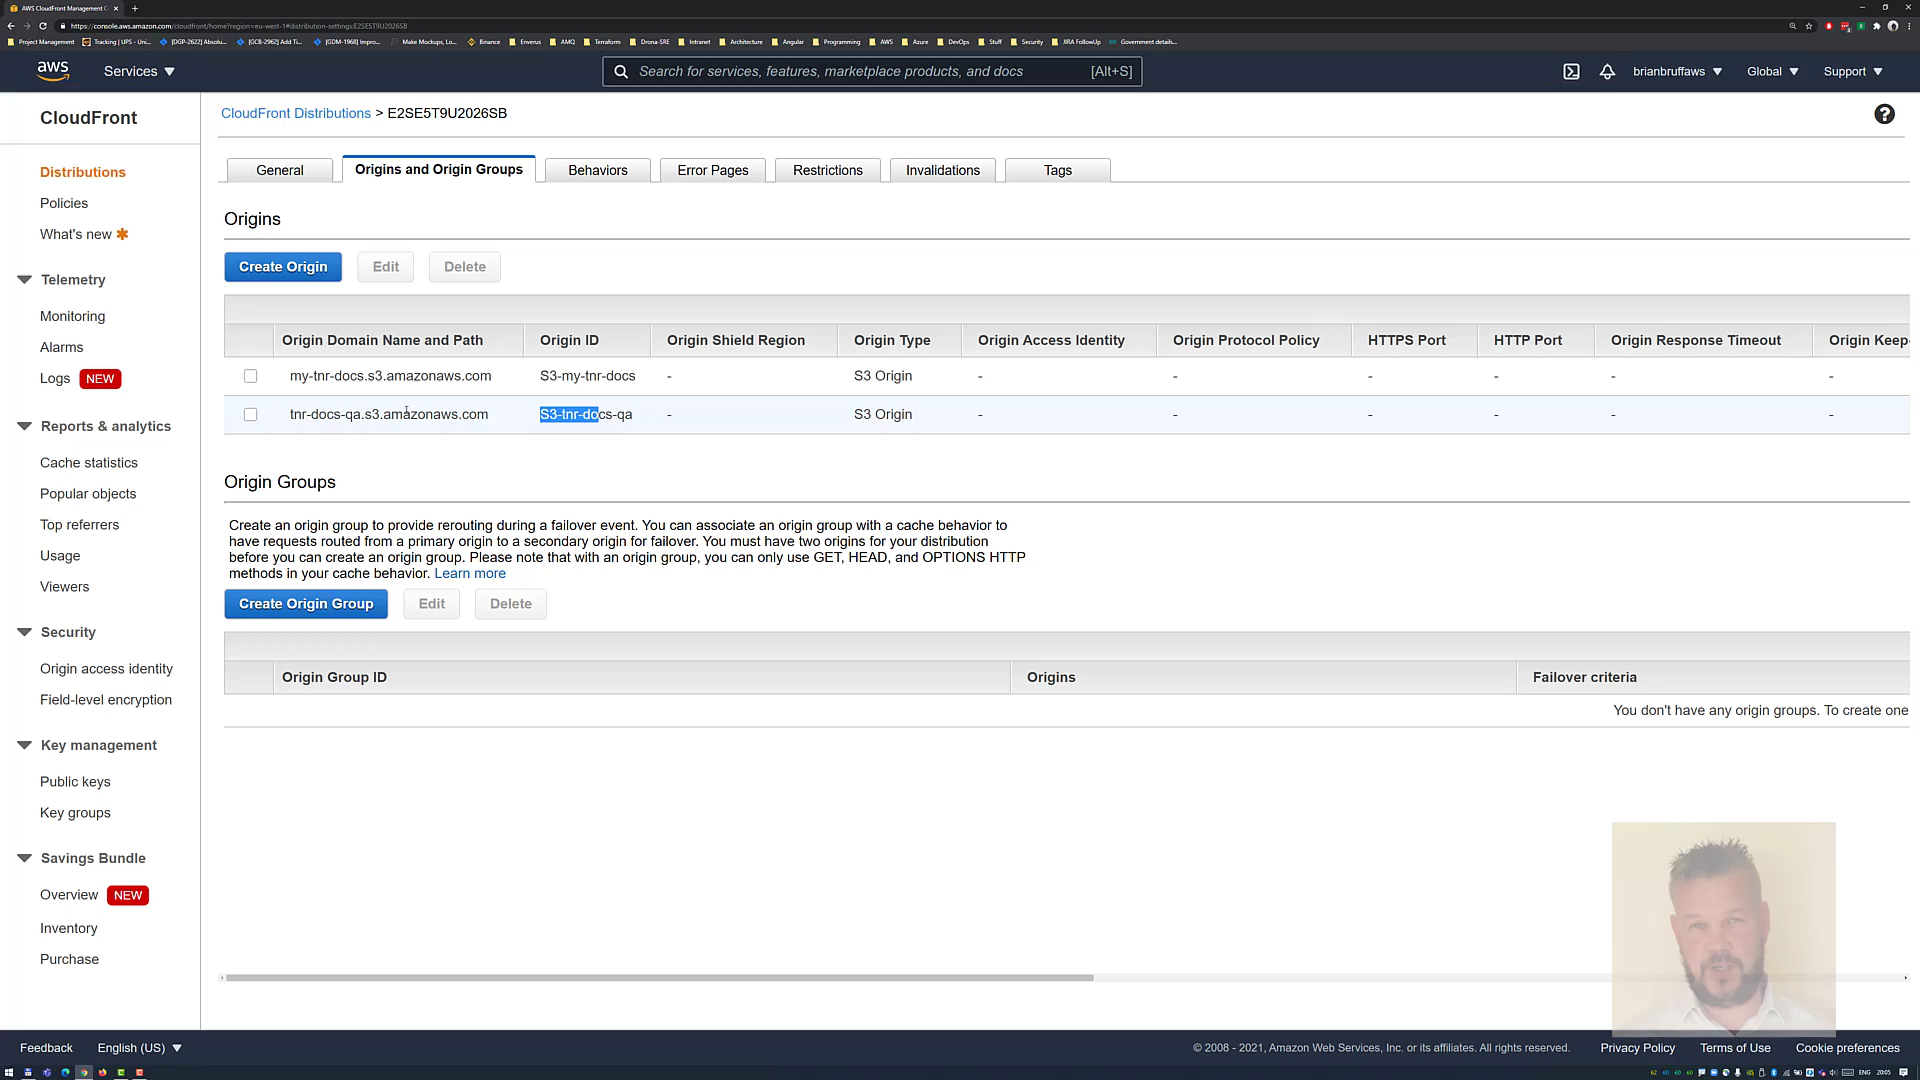 AWS CloudFront Management C
https://console.aws.amazon.com/cloudfront/home?region=eu-west-1#distribution-settings:E2SE5T9U2026SB
Project Management Tracking | UPS - Uni... [DGP-2622] Absolu... [GCB-2962] Add Ti... [GDM-1968] Impro... Make Mockups, Lo... Binance Enverus AMQ Terraform Drona-SRE Intranet Architecture Angular Programming AWS Azure DevOps Stuff Security JIRA FollowUp Government details...
aws Services Search for services, features, marketplace products, and docs [Alt+S] brianbruffaws Global Support
CloudFront
Distributions
Policies
What's new
Telemetry
Monitoring
Alarms
Logs NEW
Reports & analytics
Cache statistics
Popular objects
Top referrers
Usage
Viewers
Security
Origin access identity
Field-level encryption
Key management
Public keys
Key groups
Savings Bundle
Overview NEW
Inventory
Purchase
CloudFront Distributions > E2SE5T9U2026SB
General Origins and Origin Groups Behaviors Error Pages Restrictions Invalidations Tags
Origins
Create Origin Edit Delete
Origin Domain Name and Path Origin ID Origin Shield Region Origin Type Origin Access Identity Origin Protocol Policy HTTPS Port HTTP Port Origin Response Timeout Origin Keep
my-tnr-docs.s3.amazonaws.com S3-my-tnr-docs - S3 Origin - - - - - -
tnr-docs-qa.s3.amazonaws.com S3-tnr-docs-qa - S3 Origin - - - - - -
Origin Groups
Create an origin group to provide rerouting during a failover event. You can associate an origin group with a cache behavior to
have requests routed from a primary origin to a secondary origin for failover. You must have two origins for your distribution
before you can create an origin group. Please note that with an origin group, you can only use GET, HEAD, and OPTIONS HTTP
methods in your cache behavior. Learn more
Create Origin Group Edit Delete
Origin Group ID Origins Failover criteria
You don't have any origin groups. To create one
Feedback English (US) © 2008 - 2021, Amazon Web Services, Inc. or its affiliates. All rights reserved. Privacy Policy Terms of Use Cookie preferences
ENG 20:05